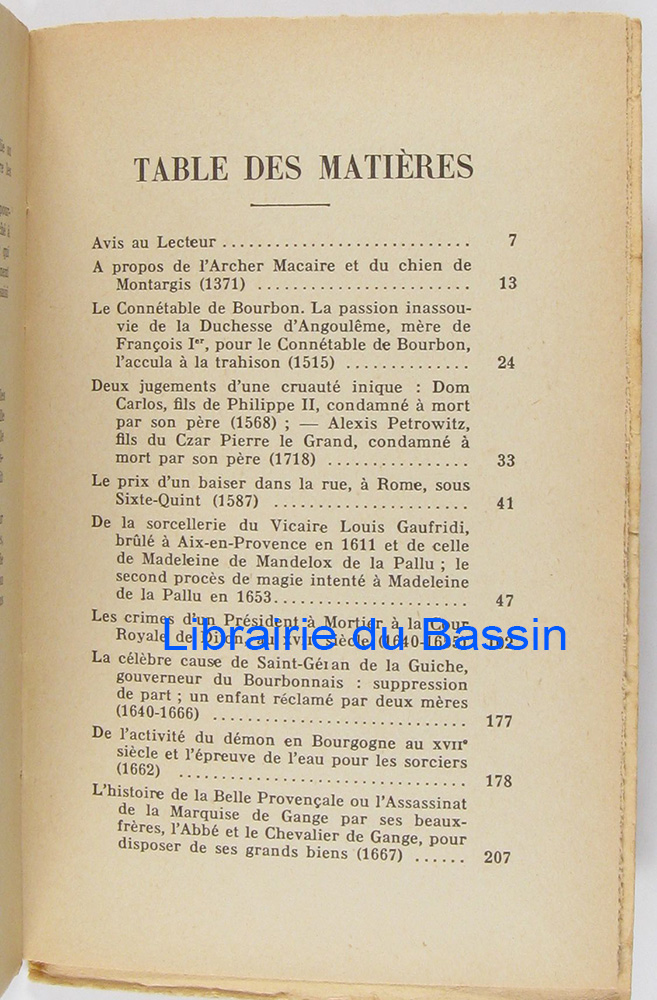 TABLE DES MATIÈRES
Avis au Lecteur ............................ 7
A propos de l'Archer Macaire et du chien de
Montargis (1371) ........................ 13
Le Connétable de Bourbon. La passion inassou-
vie de la Duchesse d'Angoulême, mère de
François Ier, pour le Connétable de Bourbon,
l'accula à la trahison (1515) .............. 24
Deux jugements d'une cruauté inique : Dom
Carlos, fils de Philippe II, condamné à mort
par son père (1568) ; — Alexis Petrowitz,
fils du Czar Pierre le Grand, condamné à
mort par son père (1718) ................ 33
Le prix d'un baiser dans la rue, à Rome, sous
Sixte-Quint (1587) ...................... 41
De la sorcellerie du Vicaire Louis Gaufridi,
brûlé à Aix-en-Provence en 1611 et de celle
de Madeleine de Mandelox de la Pallu ; le
second procès de magie intenté à Madeleine
de la Pallu en 1653...................... 47
Les crimes d'un Président à Mortier à la Cour
Royale de Dijon, au XVIIe siècle
Librairie du Bassin
La célèbre cause de Saint-Géran de la Guiche,
gouverneur du Bourbonnais : suppression
de part ; un enfant réclamé par deux mères
(1640-1666) ............................. 177
De l'activité du démon en Bourgogne au XVIIe
siècle et l'épreuve de l'eau pour les sorciers
(1662) .................................. 178
L'histoire de la Belle Provençale ou l'Assassinat
de la Marquise de Gange par ses beaux-
frères, l'Abbé et le Chevalier de Gange, pour
disposer de ses grands biens (1667) ...... 207